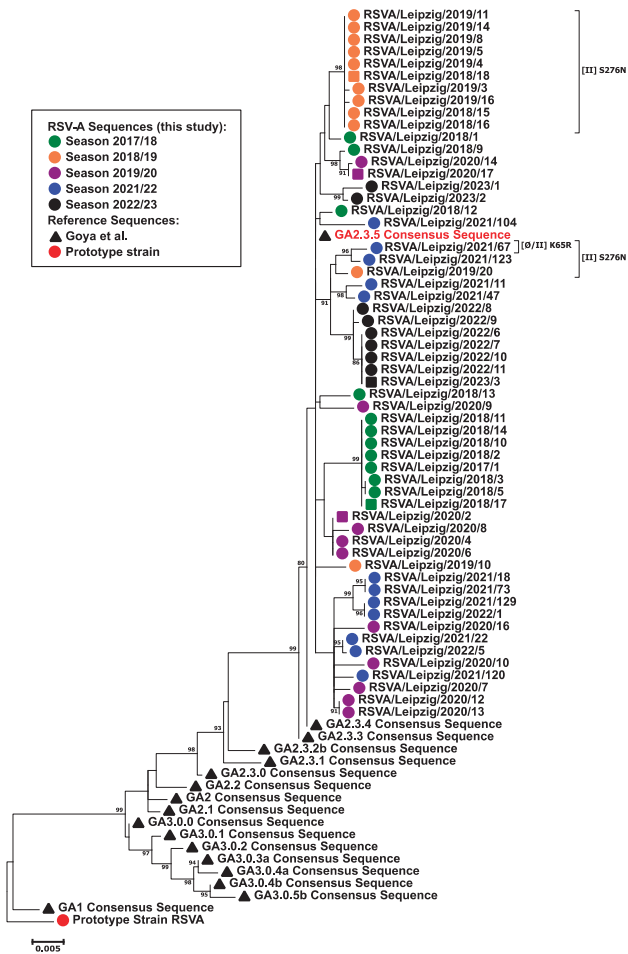 RSVA/Leipzig/2019/11
RSVA/Leipzig/2019/14
RSVA/Leipzig/2019/8
RSVA/Leipzig/2019/5
RSVA/Leipzig/2019/4
98
RSVA/Leipzig/2018/18
[II] S276N
RSVA/Leipzig/2019/3
RSVA/Leipzig/2019/16
RSVA/Leipzig/2018/15
RSVA/Leipzig/2018/16
RSVA/Leipzig/2018/1
RSVA/Leipzig/2018/9
98
RSVA/Leipzig/2020/14
91
RSVA/Leipzig/2020/17
RSVA/Leipzig/2023/1
99
RSVA/Leipzig/2023/2
RSVA/Leipzig/2018/12
RSVA/Leipzig/2021/104
GA2.3.5 Consensus Sequence
RSVA/Leipzig/2021/67
[Ø/II] K65R
96
RSVA/Leipzig/2021/123
[II] S276N
RSVA/Leipzig/2019/20
RSVA/Leipzig/2021/11
98
RSVA/Leipzig/2021/47
91
RSVA/Leipzig/2022/8
RSVA/Leipzig/2022/9
99
RSVA/Leipzig/2022/6
RSVA/Leipzig/2022/7
RSVA/Leipzig/2022/10
86
RSVA/Leipzig/2022/11
RSVA/Leipzig/2023/3
RSVA/Leipzig/2018/13
RSVA/Leipzig/2020/9
RSVA/Leipzig/2018/11
RSVA/Leipzig/2018/14
RSVA/Leipzig/2018/10
99
RSVA/Leipzig/2018/2
RSVA/Leipzig/2017/1
RSVA/Leipzig/2018/3
RSVA/Leipzig/2018/5
RSVA/Leipzig/2018/17
RSVA/Leipzig/2020/2
RSVA/Leipzig/2020/8
RSVA/Leipzig/2020/4
RSVA/Leipzig/2020/6
80
RSVA/Leipzig/2019/10
95
RSVA/Leipzig/2021/18
99
RSVA/Leipzig/2021/73
RSVA/Leipzig/2021/129
96
RSVA/Leipzig/2022/1
RSVA/Leipzig/2020/16
95
RSVA/Leipzig/2021/22
RSVA/Leipzig/2022/5
99
RSVA/Leipzig/2020/10
RSVA/Leipzig/2021/120
RSVA/Leipzig/2020/7
RSVA/Leipzig/2020/12
91
RSVA/Leipzig/2020/13
GA2.3.4 Consensus Sequence
93
GA2.3.3 Consensus Sequence
98
GA2.3.2b Consensus Sequence
GA2.3.1 Consensus Sequence
GA2.3.0 Consensus Sequence
GA2.2 Consensus Sequence
GA2 Consensus Sequence
99
GA2.1 Consensus Sequence
GA3.0.0 Consensus Sequence
GA3.0.1 Consensus Sequence
97
GA3.0.2 Consensus Sequence
99
94
GA3.0.3a Consensus Sequence
GA3.0.4a Consensus Sequence
98
GA3.0.4b Consensus Sequence
95
GA3.0.5b Consensus Sequence
GA1 Consensus Sequence
Prototype Strain RSVA
0.005
RSV-A Sequences (this study):
Season 2017/18
Season 2018/19
Season 2019/20
Season 2021/22
Season 2022/23
Reference Sequences:
Goya et al.
Prototype strain